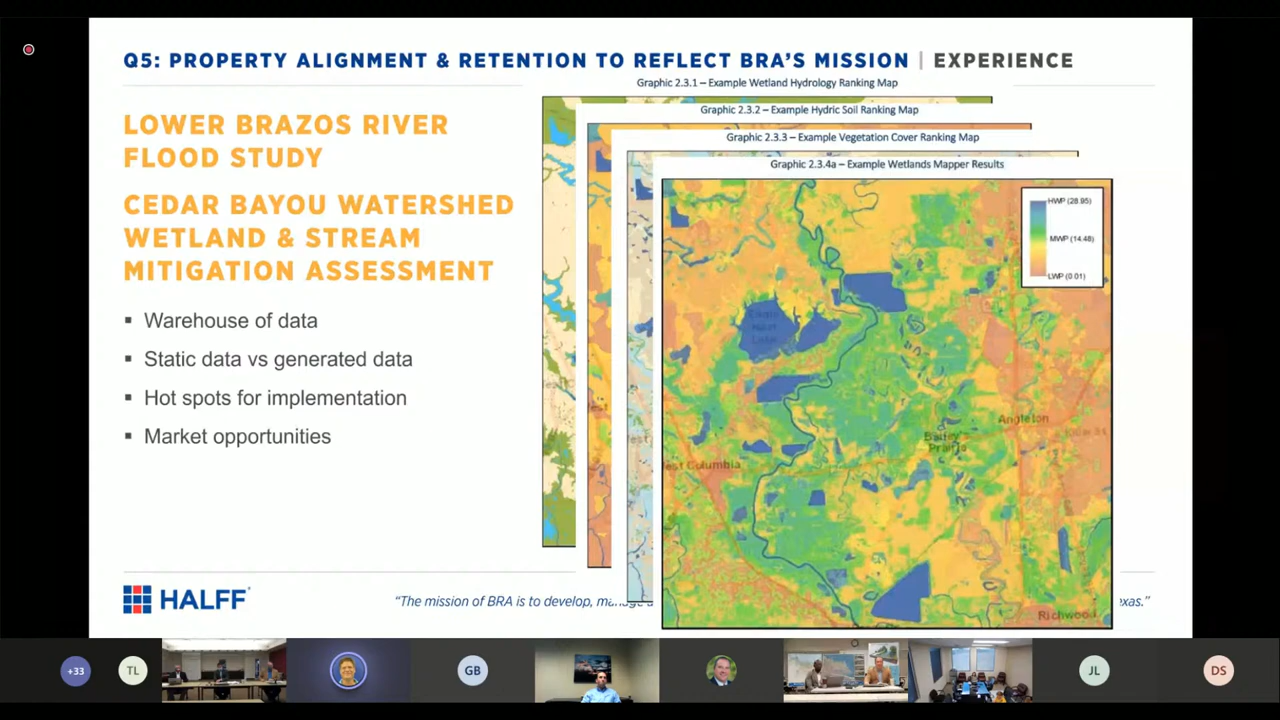 Q5: PROPERTY ALIGNMENT & RETENTION TO REFLECT BRA'S MISSION | EXPERIENCE
LOWER BRAZOS RIVER
FLOOD STUDY
CEDAR BAYOU WATERSHED
WETLAND & STREAM
MITIGATION ASSESSMENT
▪ Warehouse of data
▪ Static data vs generated data
▪ Hot spots for implementation
▪ Market opportunities
Graphic 2.3.1 – Example Wetland Hydrology Ranking Map
Graphic 2.3.2 – Example Hydric Soil Ranking Map
Graphic 2.3.3 – Example Vegetation Cover Ranking Map
Graphic 2.3.4a – Example Wetlands Mapper Results
HWP (28.95)
MWP (14.48)
LWP (0.01)
Angleton
Bailey's
Prairie
West Columbia
Richwood
HALFF
"The mission of BRA is to develop, manage
exas."
+33
TL
GB
JL
DS